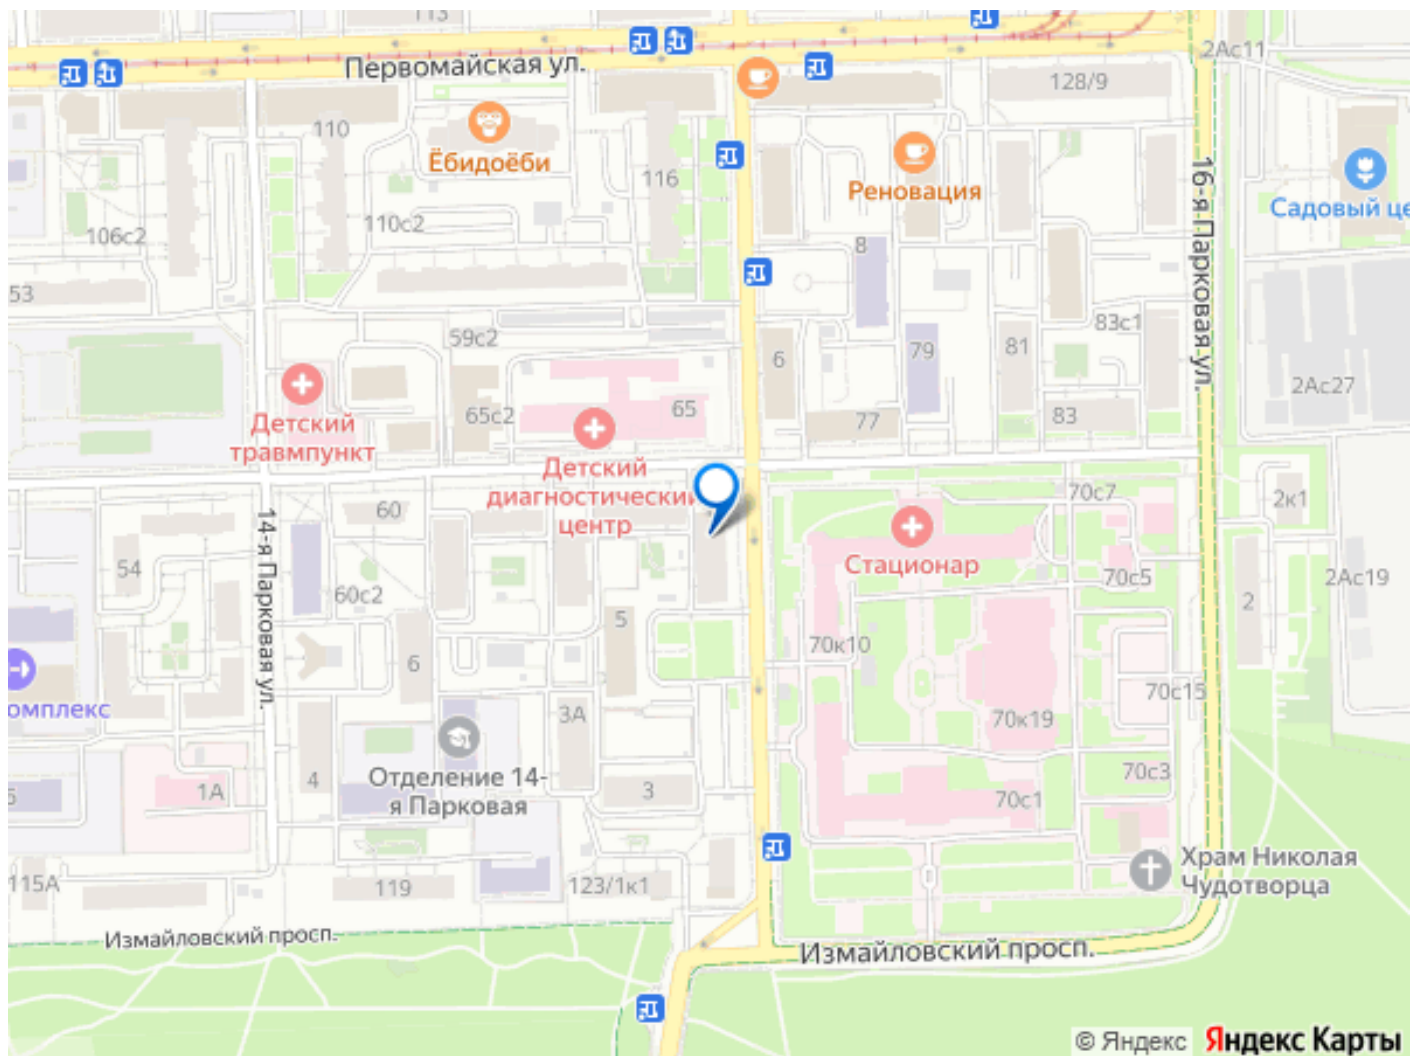 113
Первомайская ул.
2Ас11
128/9
110
Ёбидоёби
116
Реновация
16-я Парковая ул.
Садовый це
106с2
110с2
8
53
59с2
83с1
6
79
81
2Ас27
65с2
65
77
83
Детский
травмпункт
Детский
диагностический
центр
70с7
2к1
60
14-я Парковая ул.
Стационар
54
60с2
70с5
2Ас19
2
5
6
70к10
омплекс
3А
70с15
70к19
Отделение 14-
я Парковая
4
1А
3
70с3
70с1
5
115А
119
123/1к1
Храм Николая
Чудотворца
Измайловский просп.
Измайловский просп.
© Яндекс Яндекс Карты